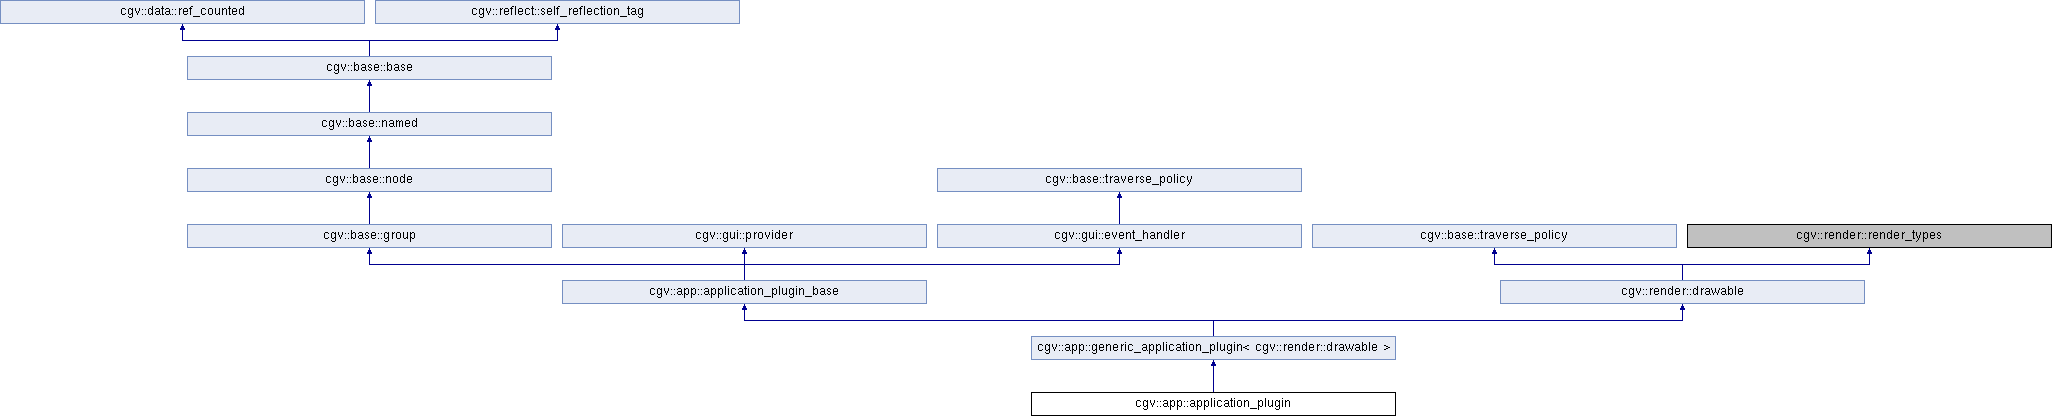 cgv::data::ref_counted
cgv::reflect::self_reflection_tag
cgv::base::base
cgv::base::named
cgv::base::node
cgv::base::traverse_policy
cgv::base::group
cgv::gui::provider
cgv::gui::event_handler
cgv::base::traverse_policy
cgv::render::render_types
cgv::app::application_plugin_base
cgv::render::drawable
cgv::app::generic_application_plugin< cgv::render::drawable >
cgv::app::application_plugin